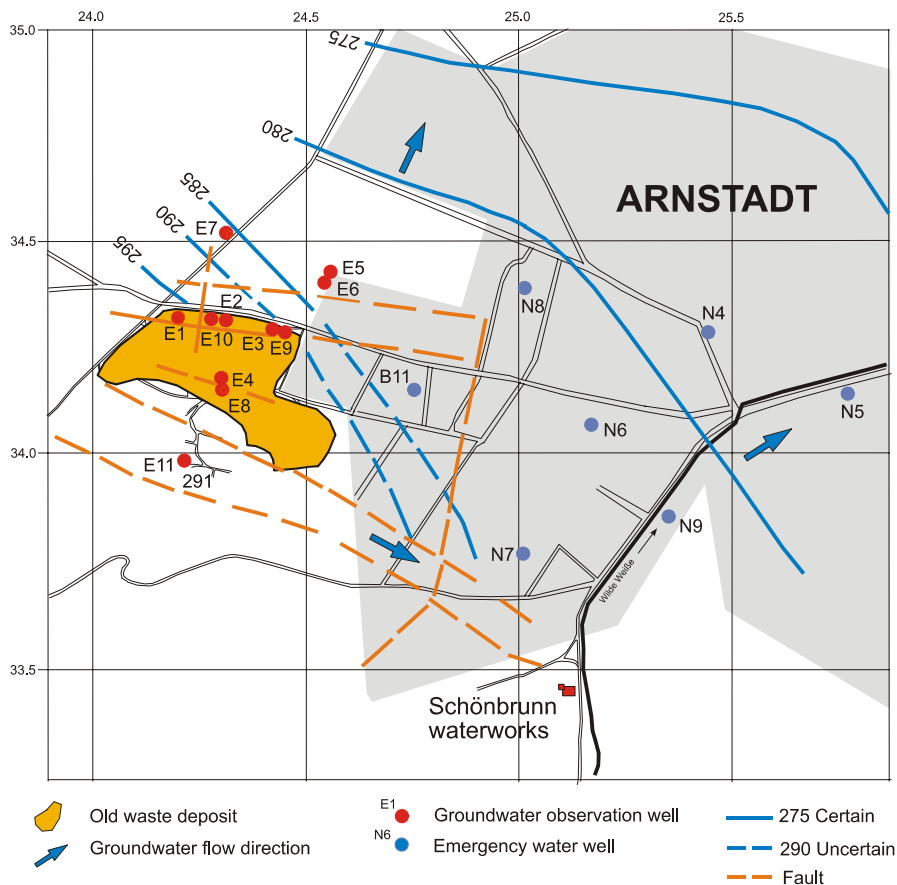 24.0
24.5
25.0
25.5
35.0
275
280
ARNSTADT
285
290
E7
34.5
295
E5
E6
E2
N8
N4
E1
E10
E3
E9
E4
B11
E8
N5
N6
34.0
E11
291
N9
N7
Wilde Weiße
33.5
Schönbrunn
waterworks
Old waste deposit
Groundwater flow direction
E1
Groundwater observation well
N6
Emergency water well
275 Certain
290 Uncertain
Fault